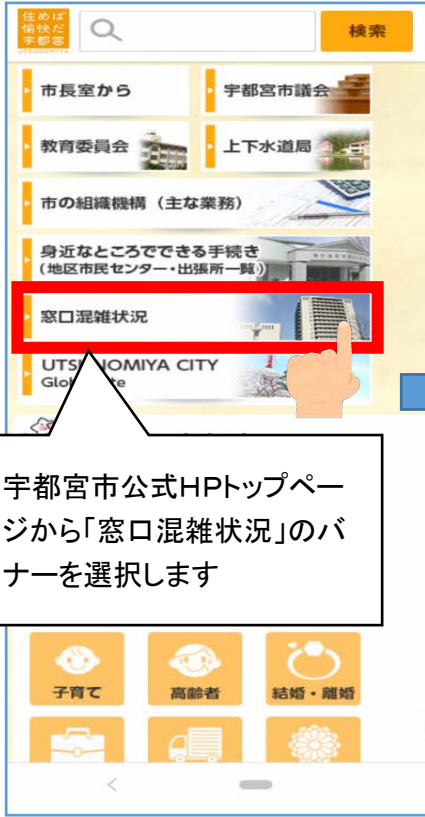 住めば
愉快だ
宇都宮
UTSUNOMIYA
検索
市長室から
宇都宮市議会
教育委員会
上下水道局
市の組織機構（主な業務）
身近なところでできる手続き
（地区市民センター・出張所一覧）
窓口混雑状況
UTSUNOMIYA CITY
宇都宮市公式HPトップペー
ジから「窓口混雑状況」のバ
ナーを選択します
子育て
高齢者
結婚・離婚